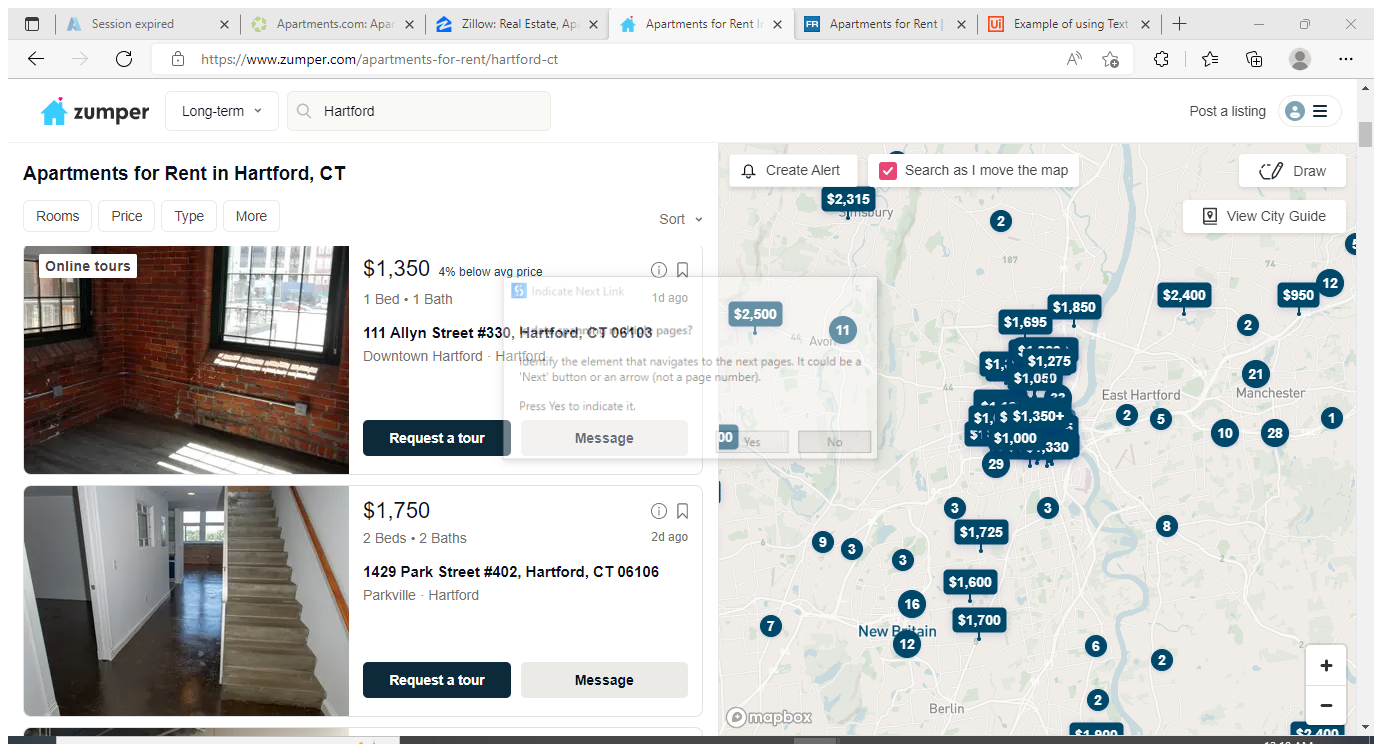 Session expired
Apartments.com: Apar
Zillow: Real Estate, Apa
Apartments for Rent In
Apartments for Rent |
Example of using Text
https://www.zumper.com/apartments-for-rent/hartford-ct
zumper
Long-term
Hartford
Post a listing
Apartments for Rent in Hartford, CT
Rooms
Price
Type
More
Sort
Online tours
$1,350 4% below avg price
1 Bed • 1 Bath
1d ago
111 Allyn Street #330, Hartford, CT 06103
Downtown Hartford · Hartford
Request a tour
Message
$1,750
2 Beds • 2 Baths
2d ago
1429 Park Street #402, Hartford, CT 06106
Parkville · Hartford
Request a tour
Message
Indicate Next Link
pages?
Identify the element that navigates to the next pages. It could be a
'Next' button or an arrow (not a page number).
Press Yes to indicate it.
Yes
No
Create Alert
Search as I move the map
Draw
View City Guide
$2,315
Simsbury
2
187
74
$2,500
11
44
Avon
$1,850
$1,695
$2,400
$950
12
2
$1,275
$1,050
21
Manchester
East Hartford
2
5
1
$1,350+
10
28
$1,000
29
3
3
$1,725
8
9
3
3
$1,600
16
$1,700
7
New Britain
12
6
2
2
Berlin
$1,900
$2,400
mapbox